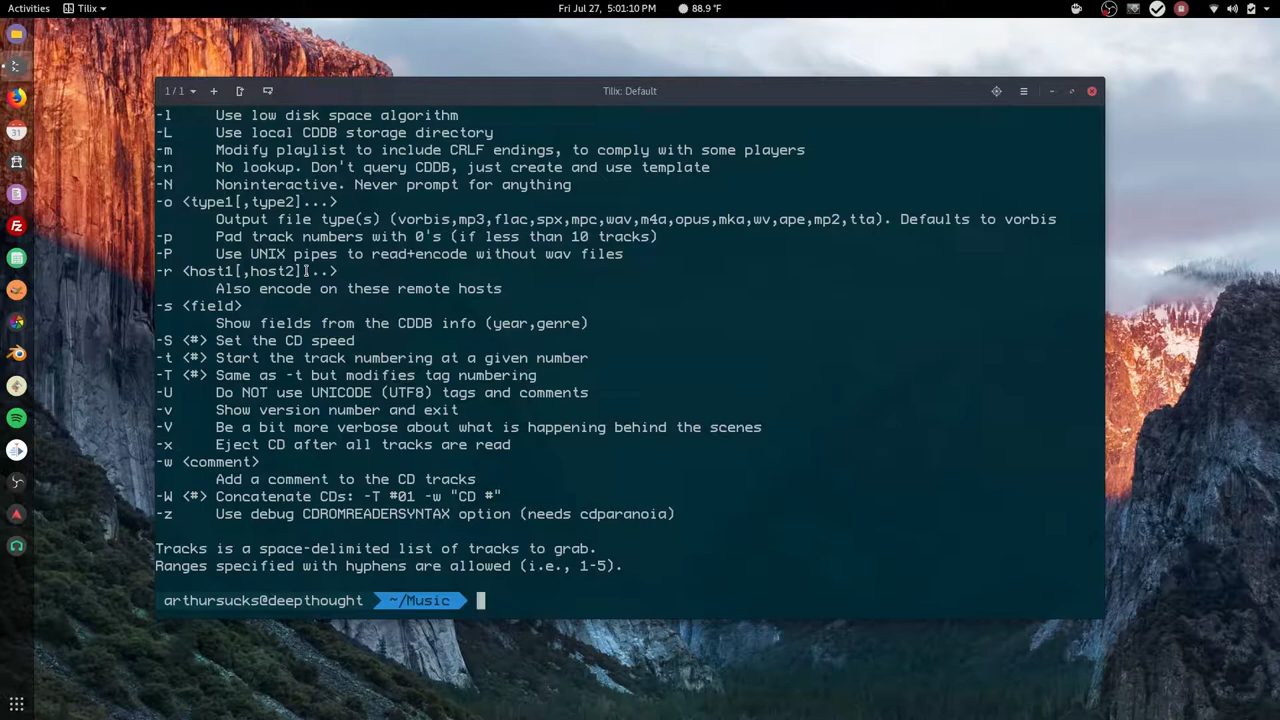 Activities
Tilix
Fri Jul 27, 5:01:10 PM
88.9 °F
1 / 1
Tilix: Default
-l Use low disk space algorithm
-L Use local CDDB storage directory
-m Modify playlist to include CRLF endings, to comply with some players
-n No lookup. Don't query CDDB, just create and use template
-N Noninteractive. Never prompt for anything
-o <type1[,type2]...>
Output file type(s) (vorbis,mp3,flac,spx,mpc,wav,m4a,opus,mka,wv,ape,mp2,tta). Defaults to vorbis
-p Pad track numbers with 0's (if less than 10 tracks)
-P Use UNIX pipes to read+encode without wav files
-r <host1[,host2]...>
Also encode on these remote hosts
-s <field>
Show fields from the CDDB info (year,genre)
-S <#> Set the CD speed
-t <#> Start the track numbering at a given number
-T <#> Same as -t but modifies tag numbering
-U Do NOT use UNICODE (UTF8) tags and comments
-v Show version number and exit
-V Be a bit more verbose about what is happening behind the scenes
-x Eject CD after all tracks are read
-w <comment>
Add a comment to the CD tracks
-W <#> Concatenate CDs: -T #01 -w "CD #"
-z Use debug CDROMREADERSYNTAX option (needs cdparanoia)
Tracks is a space-delimited list of tracks to grab.
Ranges specified with hyphens are allowed (i.e., 1-5).
arthursucks@deepthought ~/Music
31